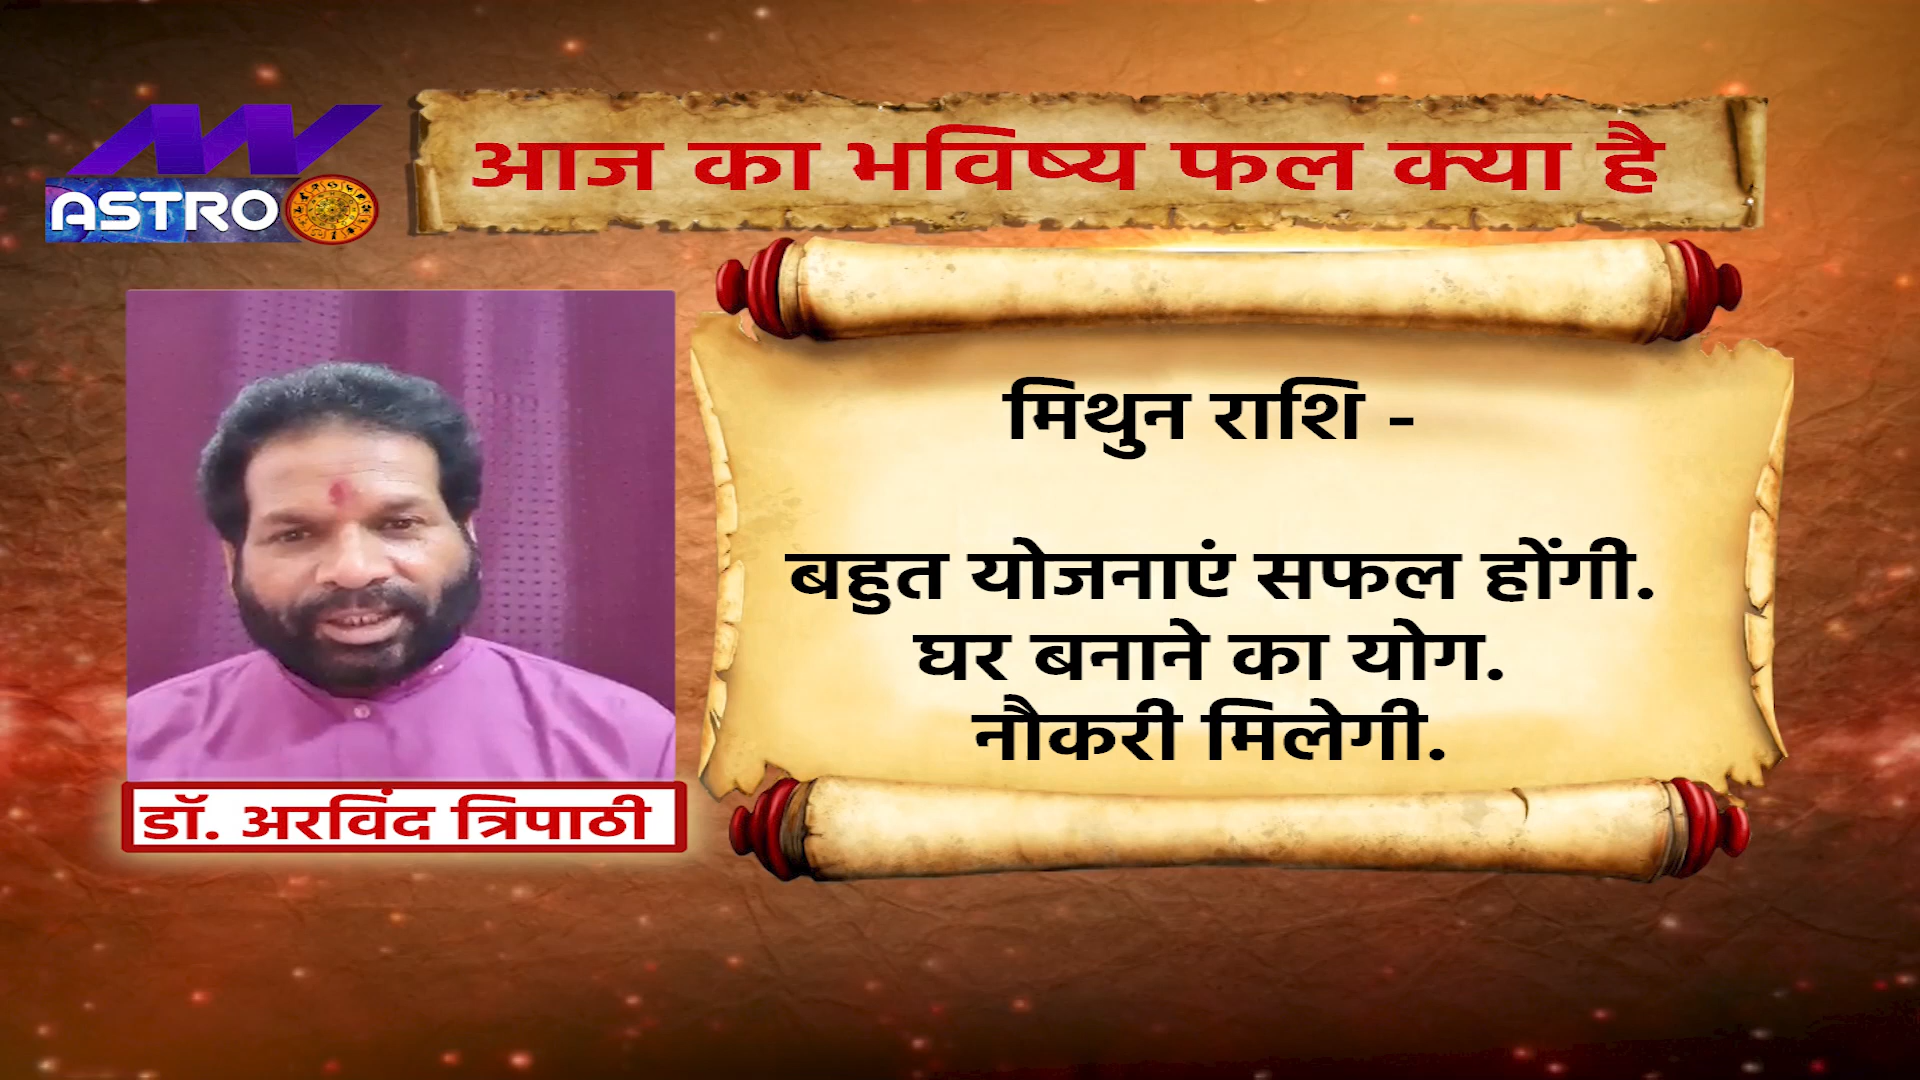 आज का भविष्य फल क्या है
ASTRO
मिथुन राशि -
बहुत योजनाएं सफल होंगी.
घर बनाने का योग.
नौकरी मिलेगी.
डॉ. अरविंद त्रिपाठी